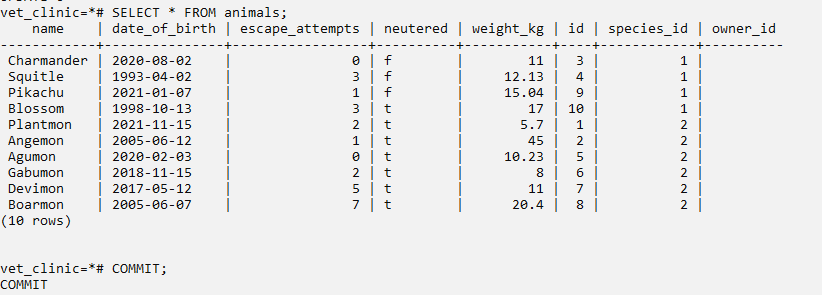 vet_clinic=*# SELECT * FROM animals;
    name    | date_of_birth | escape_attempts | neutered | weight_kg | id | species_id | owner_id
------------+---------------+-----------------+----------+-----------+----+------------+----------
 Charmander | 2020-08-02    |               0 | f        |        11 |  3 |          1 |
 Squitle    | 1993-04-02    |               3 | f        |     12.13 |  4 |          1 |
 Pikachu    | 2021-01-07    |               1 | f        |     15.04 |  9 |          1 |
 Blossom    | 1998-10-13    |               3 | t        |        17 | 10 |          1 |
 Plantmon   | 2021-11-15    |               2 | t        |       5.7 |  1 |          2 |
 Angemon    | 2005-06-12    |               1 | t        |        45 |  2 |          2 |
 Agumon     | 2020-02-03    |               0 | t        |     10.23 |  5 |          2 |
 Gabumon    | 2018-11-15    |               2 | t        |         8 |  6 |          2 |
 Devimon    | 2017-05-12    |               5 | t        |        11 |  7 |          2 |
 Boarmon    | 2005-06-07    |               7 | t        |      20.4 |  8 |          2 |
(10 rows)
vet_clinic=*# COMMIT;
COMMIT